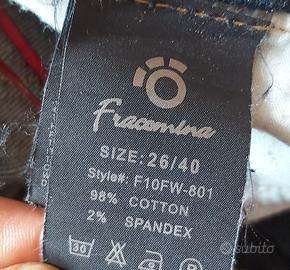 Fracomina
SIZE: 26/40
Style#: F10FW-801
98% COTTON
2% SPANDEX
30
subito